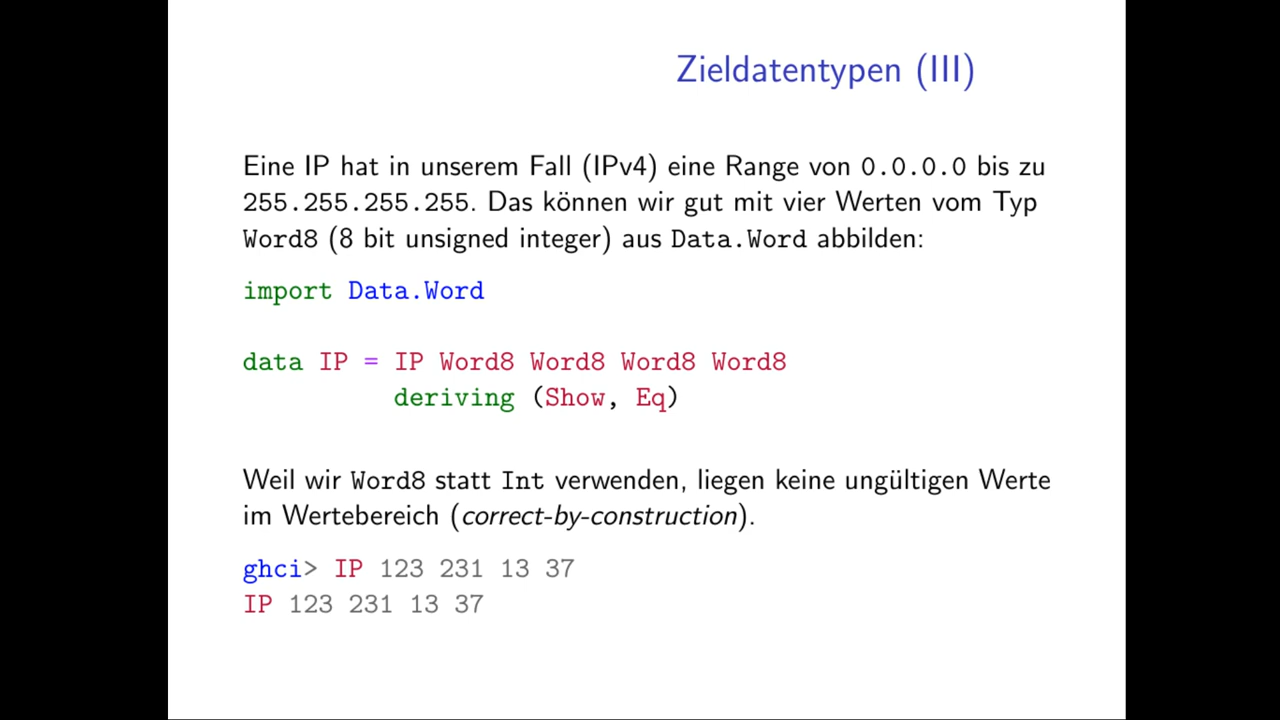 Zieldatentypen (III)
Eine IP hat in unserem Fall (IPv4) eine Range von 0.0.0.0 bis zu
255.255.255.255. Das können wir gut mit vier Werten vom Typ
Word8 (8 bit unsigned integer) aus Data.Word abbilden:
import Data.Word
data IP = IP Word8 Word8 Word8 Word8
deriving (Show, Eq)
Weil wir Word8 statt Int verwenden, liegen keine ungültigen Werte
im Wertebereich (correct-by-construction).
ghci> IP 123 231 13 37
IP 123 231 13 37